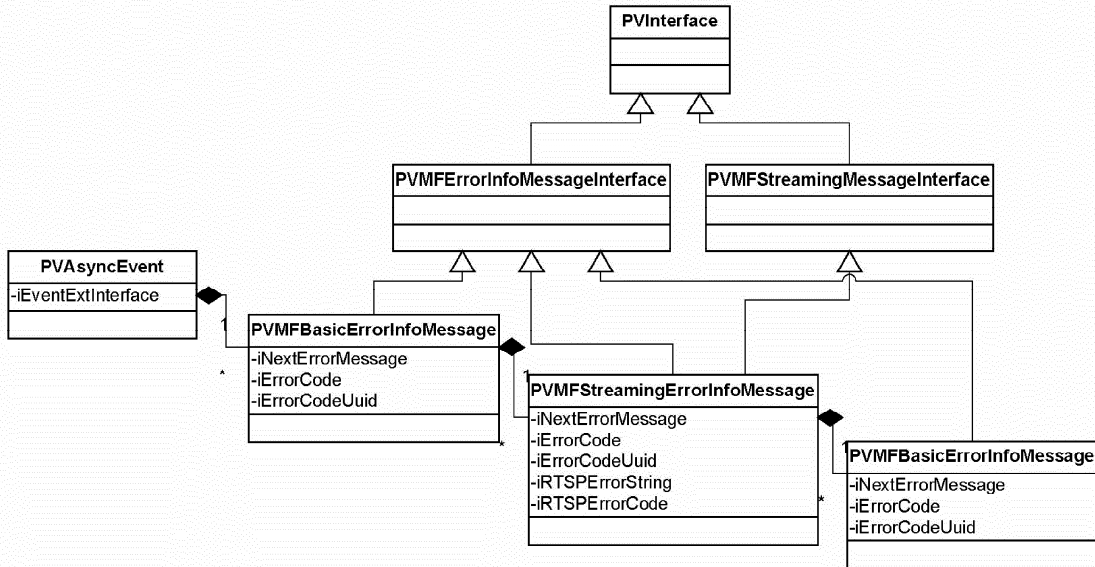 PVInterface
PVMFErrorInfoMessageInterface
PVMFStreamingMessageInterface
PVAsyncEvent
-iEventExtInterface
1
*
PVMFBasicErrorInfoMessage
-iNextErrorMessage
-iErrorCode
-iErrorCodeUuid
1
*
PVMFStreamingErrorInfoMessage
-iNextErrorMessage
-iErrorCode
-iErrorCodeUuid
-iRTSPErrorString
-iRTSPErrorCode
1
*
PVMFBasicErrorInfoMessage
-iNextErrorMessage
-iErrorCode
-iErrorCodeUuid